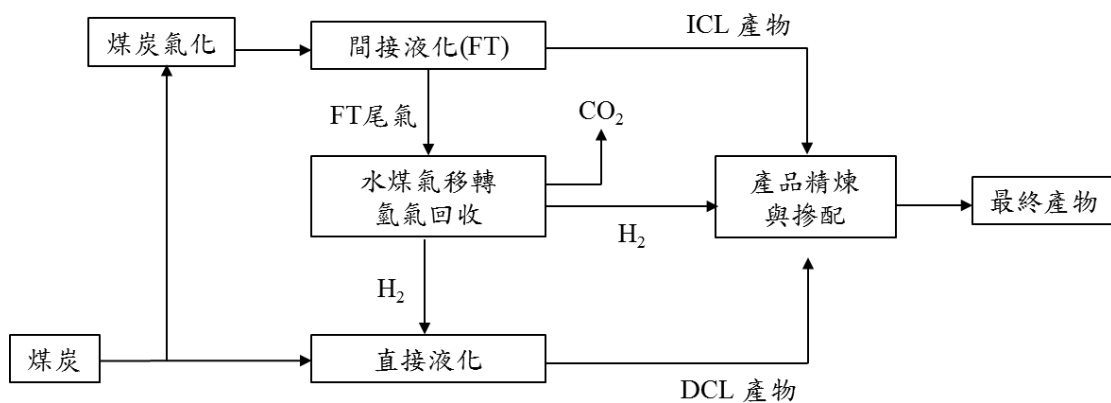 ICL 產物
煤炭氣化
間接液化(FT)
FT尾氣
CO₂
水煤氣移轉
氫氣回收
產品精煉
與摻配
最終產物
H₂
H₂
煤炭
直接液化
DCL 產物